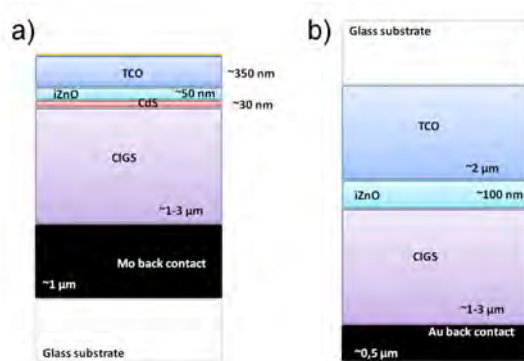 a)
TCO
~350 nm
iZnO
~50 nm
CdS
~30 nm
CIGS
~1-3 µm
Mo back contact
~1 µm
Glass substrate
b)
Glass substrate
TCO
~2 µm
iZnO
~100 nm
CIGS
~1-3 µm
Au back contact
~0,5 µm